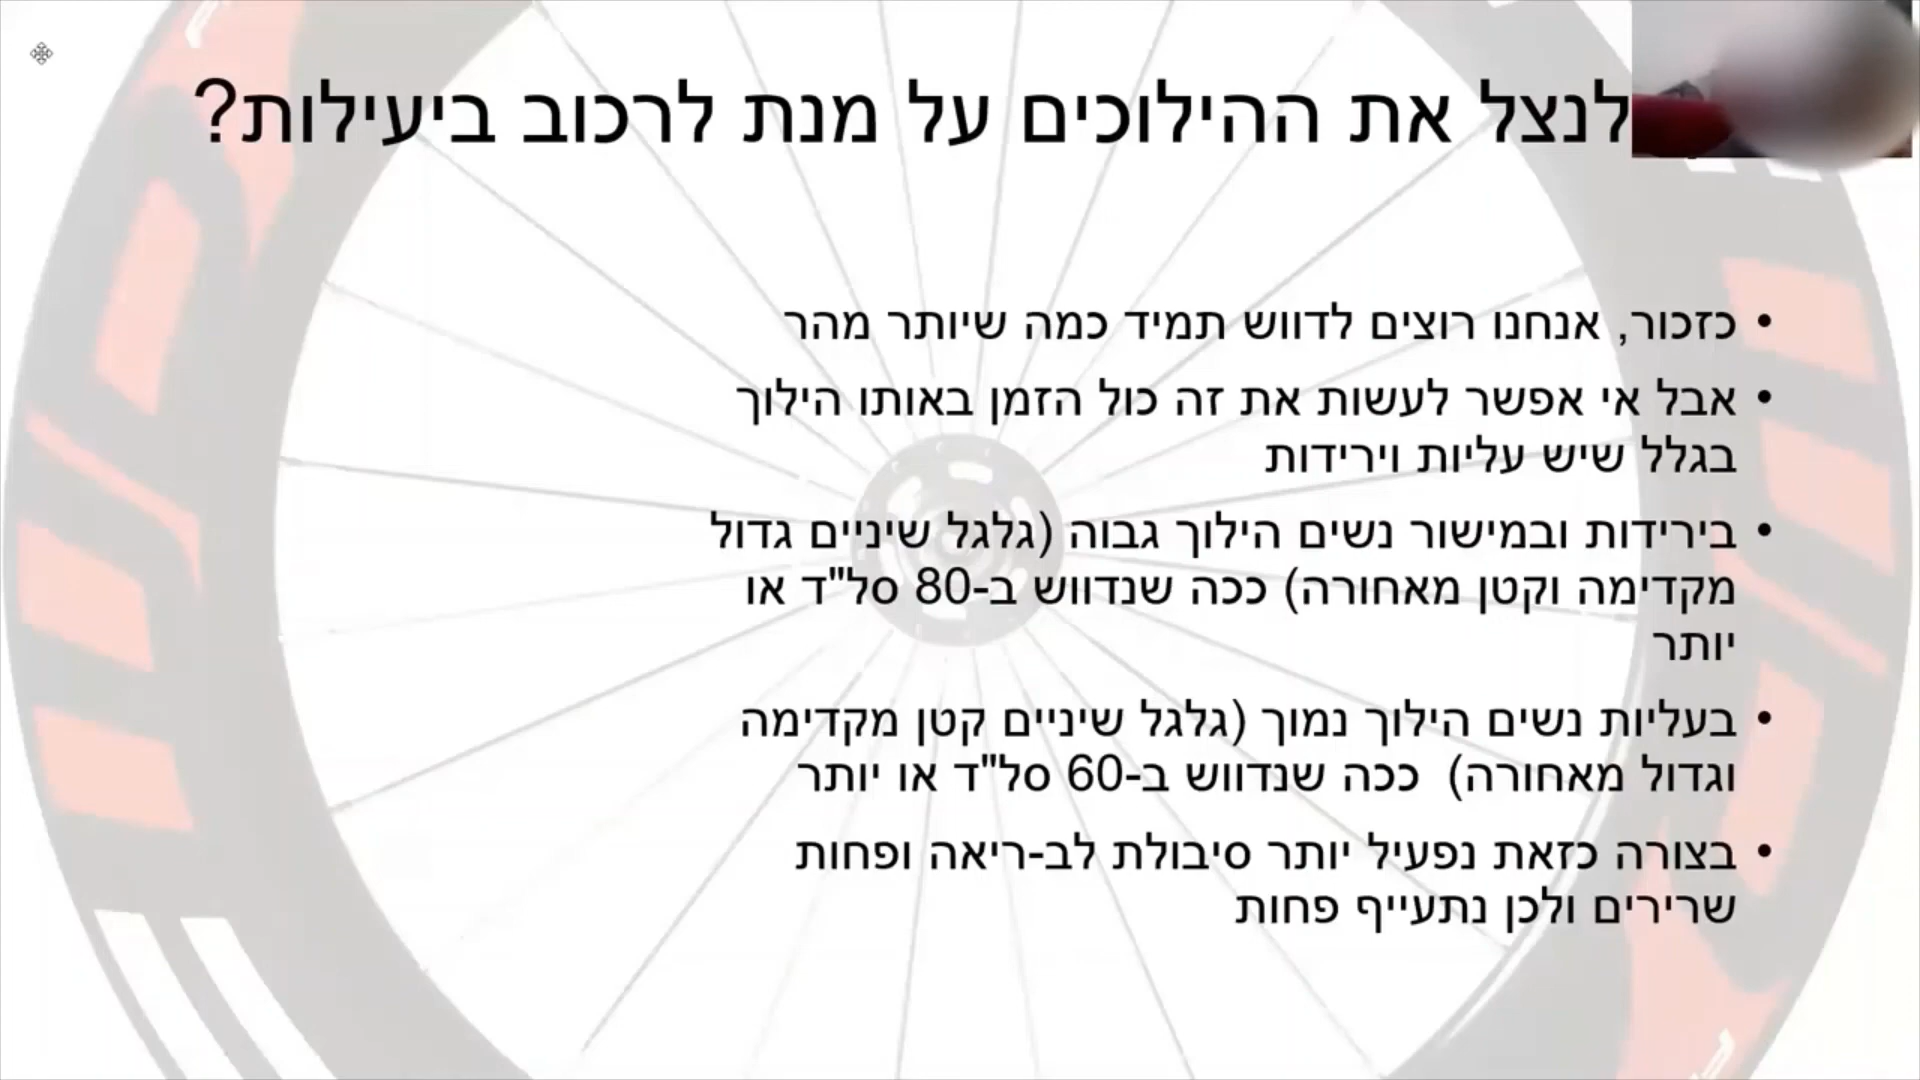 לנצל את ההילוכים על מנת לרכוב ביעילות?
• כזכור, אנחנו רוצים לדווש תמיד כמה שיותר מהר
• אבל אי אפשר לעשות את זה כול הזמן באותו הילוך
בגלל שיש עליות וירידות
• בירידות ובמישור נשים הילוך גבוה (גלגל שיניים גדול
מקדימה וקטן מאחורה) ככה שנדווש ב-80 סל"ד או
יותר
• בעליות נשים הילוך נמוך (גלגל שיניים קטן מקדימה
וגדול מאחורה) ככה שנדווש ב-60 סל"ד או יותר
• בצורה כזאת נפעיל יותר סיבולת לב-ריאה ופחות
שרירים ולכן נתעייף פחות